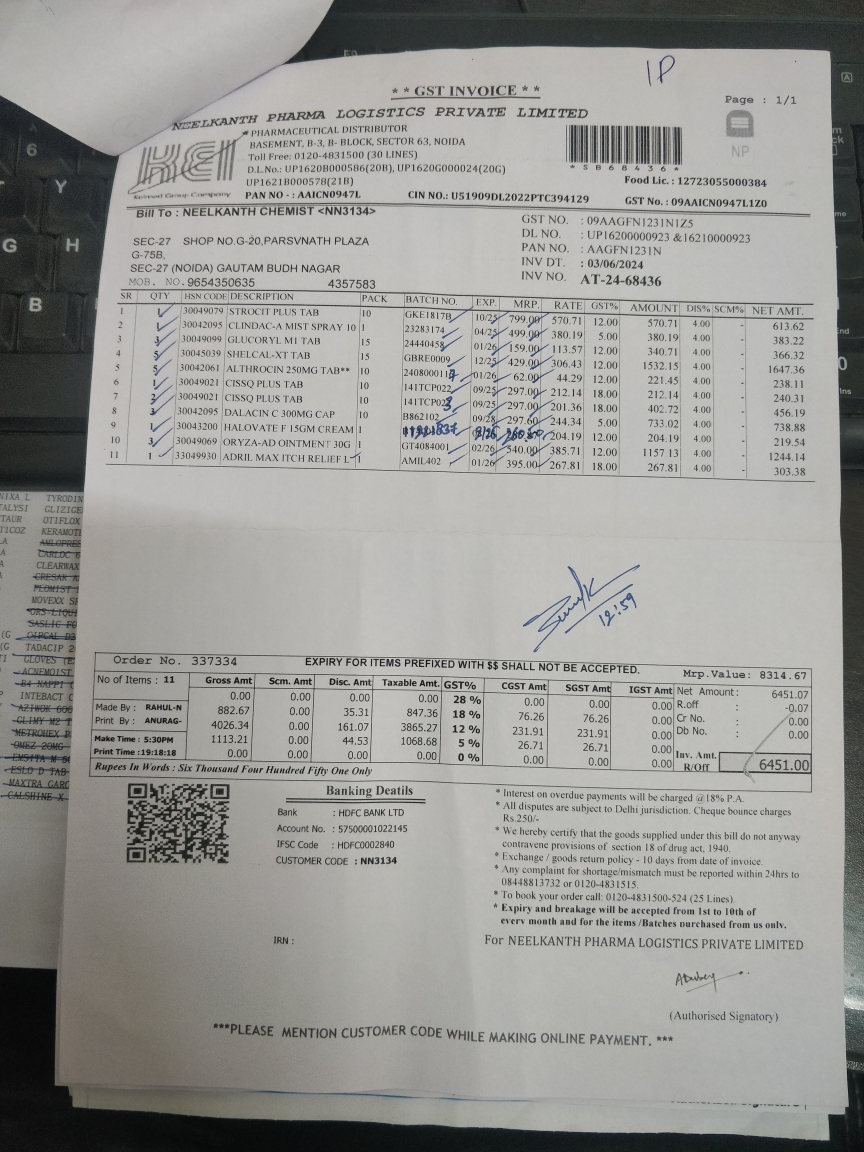 1P
** GST INVOICE **
Page : 1/1
NEELKANTH PHARMA LOGISTICS PRIVATE LIMITED
KEI
Keimed Group Company
PHARMACEUTICAL DISTRIBUTOR
BASEMENT, B-3, B- BLOCK, SECTOR 63, NOIDA
Toll Free: 0120-4831500 (30 LINES)
D.L.No.: UP1620B000586(20B), UP1620G000024(20G)
UP1621B000578(21B)
PAN NO - : AAICN0947L
CIN NO.: U51909DL2022PTC394129
*SB68436*
NP
Food Lic. : 12723055000384
GST No. : 09AAICN0947L1Z0
Bill To : NEELKANTH CHEMIST <NN3134>
SEC-27 SHOP NO.G-20,PARSVNATH PLAZA
G-75B,
SEC-27 (NOIDA) GAUTAM BUDH NAGAR
MOB. NO. 9654350635 4357583
GST NO. : 09AAGFN1231N1Z5
DL NO. : UP16200000923 &16210000923
PAN NO. : AAGFN1231N
INV DT. : 03/06/2024
INV NO. AT-24-68436
SR QTY HSN CODE DESCRIPTION PACK BATCH NO. EXP. MRP. RATE GST% AMOUNT DIS% SCM% NET AMT.
1 1 30049079 STROCIT PLUS TAB 10 GKE1817B 10/25 799.00 570.71 12.00 570.71 4.00 - 613.62
2 1 30042095 CLINDAC-A MIST SPRAY 10 1 23283174 04/25 499.00 380.19 5.00 380.19 4.00 - 383.22
3 3 30049099 GLUCORYL M1 TAB 15 24440458 01/26 159.00 113.57 12.00 340.71 4.00 - 366.32
4 5 30045039 SHELCAL-XT TAB 15 GBRE0009 12/25 429.00 306.43 12.00 1532.15 4.00 - 1647.36
5 5 30042061 ALTHROCIN 250MG TAB** 10 01/26 62.00 44.29 12.00 221.45 4.00 - 238.11
6 1 30049021 CISSQ PLUS TAB 10 141TCP022 09/25 297.00 212.14 18.00 212.14 4.00 - 240.31
7 2 30049021 CISSQ PLUS TAB 10 141TCP023 09/25 297.00 201.36 18.00 402.72 4.00 - 456.19
8 3 30042095 DALACIN C 300MG CAP 10 B862102 09/28 297.60 244.34 5.00 733.02 4.00 - 738.88
9 1 30043200 HALOVATE F 15GM CREAM 1 204.19 12.00 204.19 4.00 - 219.54
10 3 30049069 ORYZA-AD OINTMENT 30G 1 GT4084001 02/26 540.00 385.71 12.00 1157.13 4.00 - 1244.14
11 1 33049930 ADRIL MAX ITCH RELIEF L 1 AMIL402 01/26 395.00 267.81 18.00 267.81 4.00 - 303.38
12:59
Order No. 337334 EXPIRY FOR ITEMS PREFIXED WITH $$ SHALL NOT BE ACCEPTED. Mrp.Value: 8314.67
No of Items : 11 Gross Amt Scm. Amt Disc. Amt Taxable Amt. GST% CGST Amt SGST Amt IGST Amt Net Amount : 6451.07
0.00 0.00 0.00 0.00 28 % 0.00 0.00 0.00 R.off : -0.07
Made By : RAHUL-N 882.67 0.00 35.31 847.36 18 % 76.26 76.26 0.00 Cr No. : 0.00
Print By : ANURAG- 4026.34 0.00 161.07 3865.27 12 % 231.91 231.91 0.00 Db No. : 0.00
Make Time : 5:30PM 1113.21 0.00 44.53 1068.68 5 % 26.71 26.71 0.00
Print Time :19:18:18 0.00 0.00 0.00 0.00 0 % 0.00 0.00 0.00 Inv. Amt. R/Off 6451.00
Rupees In Words : Six Thousand Four Hundred Fifty One Only
Banking Deatils
Bank : HDFC BANK LTD
Account No. : 57500001022145
IFSC Code : HDFC0002840
CUSTOMER CODE : NN3134
* Interest on overdue payments will be charged @18% P.A.
* All disputes are subject to Delhi jurisdiction. Cheque bounce charges
Rs.250/-
* We hereby certify that the goods supplied under this bill do not anyway
contravene provisions of section 18 of drug act, 1940.
* Exchange / goods return policy - 10 days from date of invoice.
* Any complaint for shortage/mismatch must be reported within 24hrs to
08448813732 or 0120-4831515.
* To book your order call: 0120-4831500-524 (25 Lines).
* Expiry and breakage will be accepted from 1st to 10th of
every month and for the items /Batches purchased from us only.
IRN :
For NEELKANTH PHARMA LOGISTICS PRIVATE LIMITED
ADubey
(Authorised Signatory)
***PLEASE MENTION CUSTOMER CODE WHILE MAKING ONLINE PAYMENT. ***